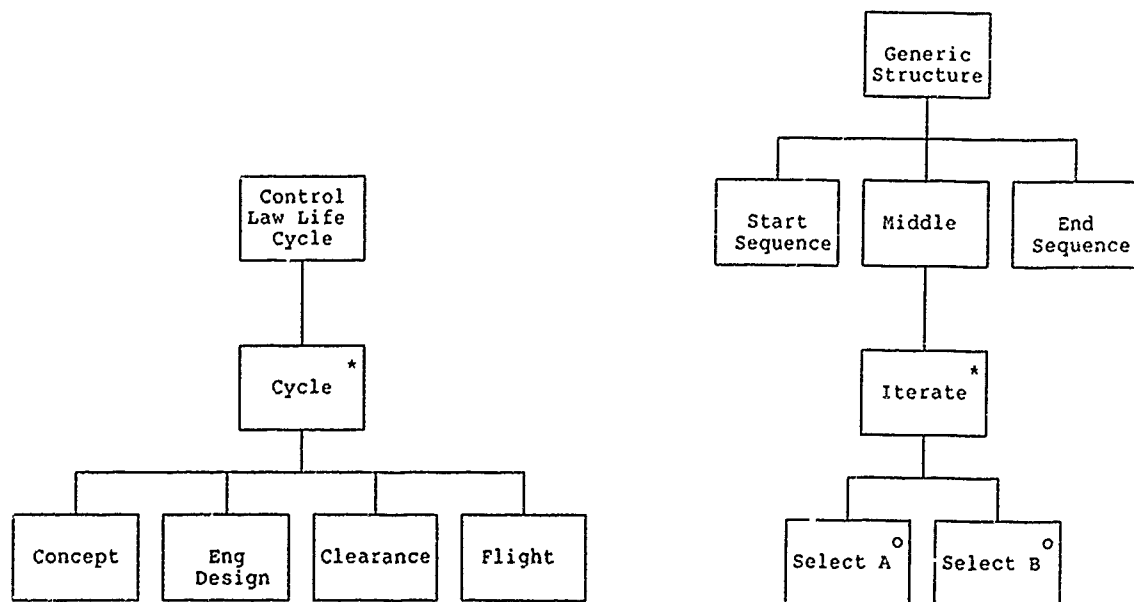 Generic
Structure
Control
Law Life
Cycle
Start
Sequence
Middle
End
Sequence
Cycle *
Iterate *
Concept
Eng
Design
Clearance
Flight
Select A o
Select B o